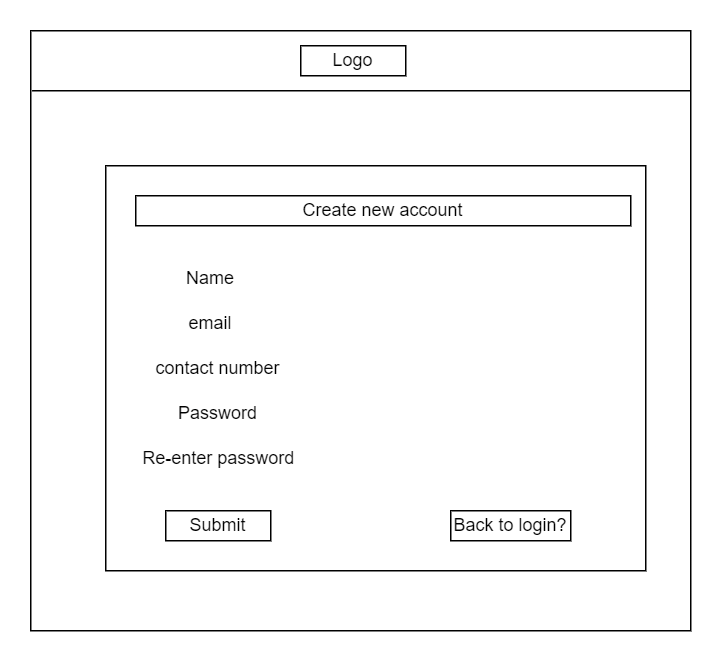 Logo
Create new account
Name
email
contact number
Password
Re-enter password
Submit
Back to login?